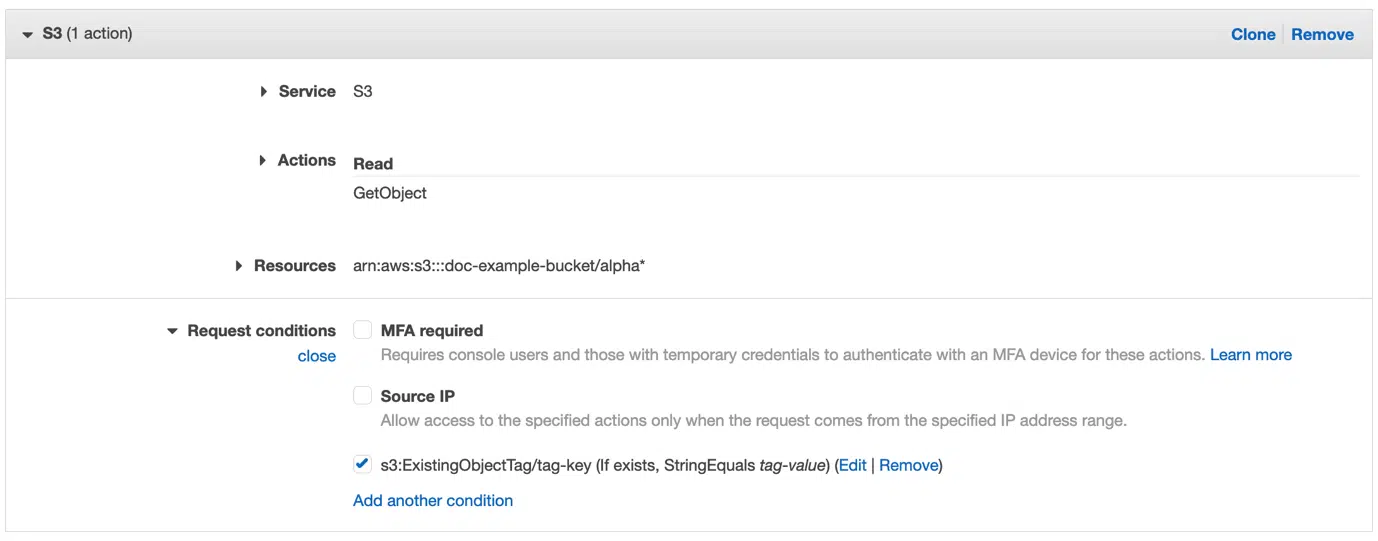 S3 (1 action) Clone Remove
Service S3
Actions Read
GetObject
Resources arn:aws:s3:::doc-example-bucket/alpha*
Request conditions MFA required
close Requires console users and those with temporary credentials to authenticate with an MFA device for these actions. Learn more
Source IP
Allow access to the specified actions only when the request comes from the specified IP address range.
s3:ExistingObjectTag/tag-key (If exists, StringEquals tag-value) (Edit | Remove)
Add another condition